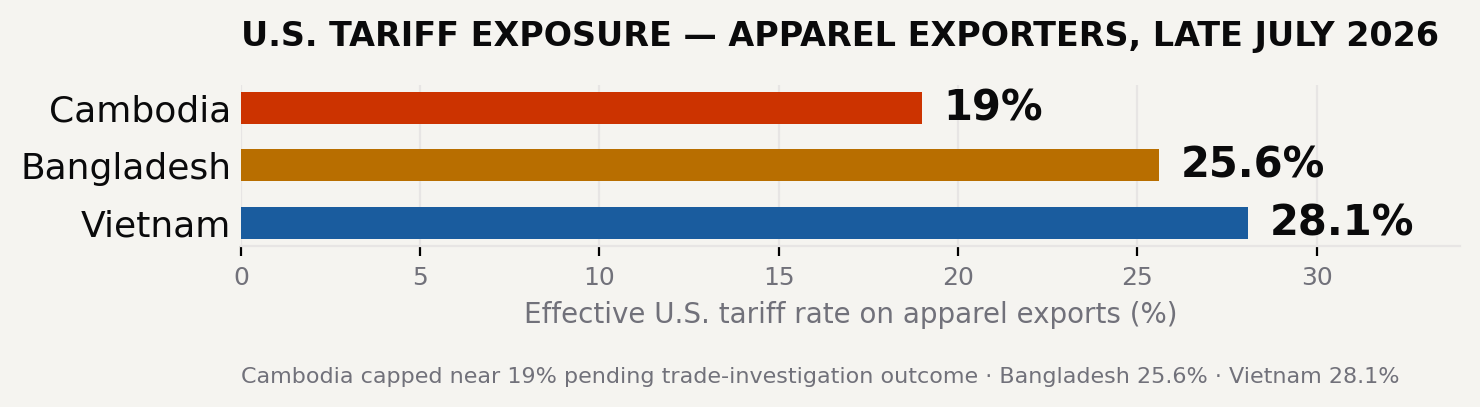 U.S. TARIFF EXPOSURE — APPAREL EXPORTERS, LATE JULY 2026
Cambodia 19%
Bangladesh 25.6%
Vietnam 28.1%
0 5 10 15 20 25 30
Effective U.S. tariff rate on apparel exports (%)
Cambodia capped near 19% pending trade-investigation outcome · Bangladesh 25.6% · Vietnam 28.1%